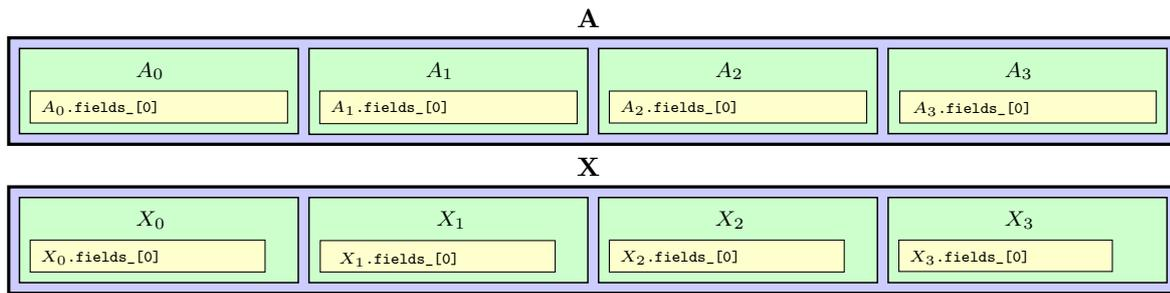 A
A₀ A₁ A₂ A₃
A₀.fields_[0] A₁.fields_[0] A₂.fields_[0] A₃.fields_[0]
X
X₀ X₁ X₂ X₃
X₀.fields_[0] X₁.fields_[0] X₂.fields_[0] X₃.fields_[0]